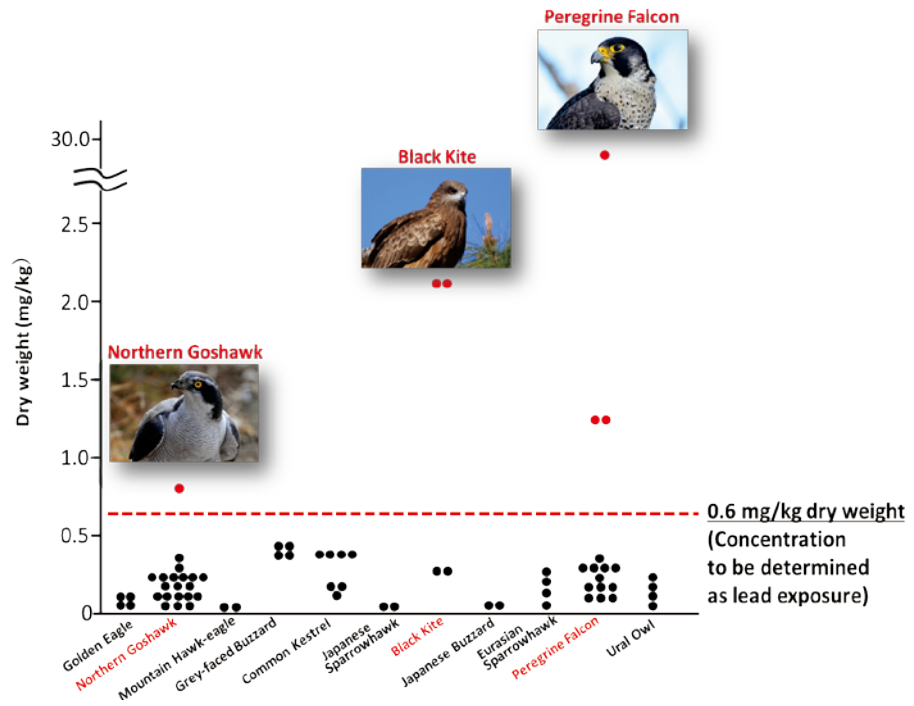 Peregrine Falcon
Black Kite
Northern Goshawk
Dry weight (mg/kg)
30.0
2.5
2.0
1.5
1.0
0.5
0
0.6 mg/kg dry weight
(Concentration
to be determined
as lead exposure)
Golden Eagle
Northern Goshawk
Mountain Hawk-eagle
Grey-faced Buzzard
Common Kestrel
Japanese
Sparrowhawk
Black Kite
Japanese Buzzard
Eurasian
Sparrowhawk
Peregrine Falcon
Ural Owl